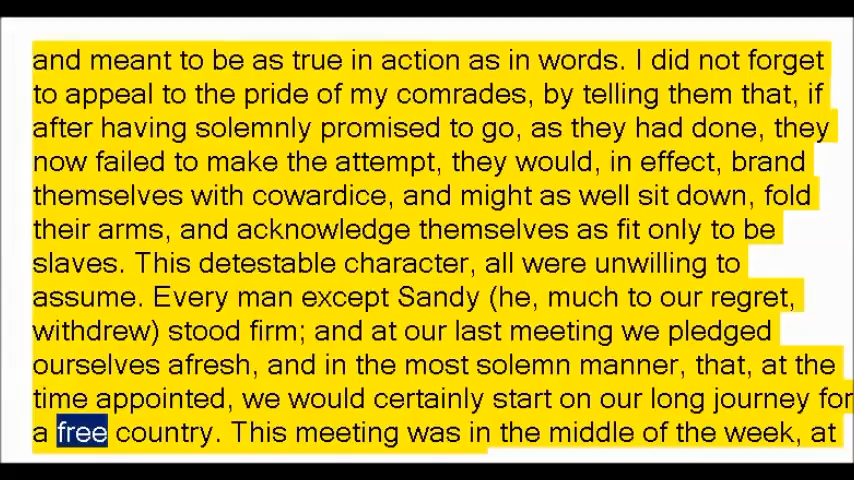 and meant to be as true in action as in words. I did not forget
to appeal to the pride of my comrades, by telling them that, if
after having solemnly promised to go, as they had done, they
now failed to make the attempt, they would, in effect, brand
themselves with cowardice, and might as well sit down, fold
their arms, and acknowledge themselves as fit only to be
slaves. This detestable character, all were unwilling to
assume. Every man except Sandy (he, much to our regret,
withdrew) stood firm; and at our last meeting we pledged
ourselves afresh, and in the most solemn manner, that, at the
time appointed, we would certainly start on our long journey for
a free country. This meeting was in the middle of the week, at